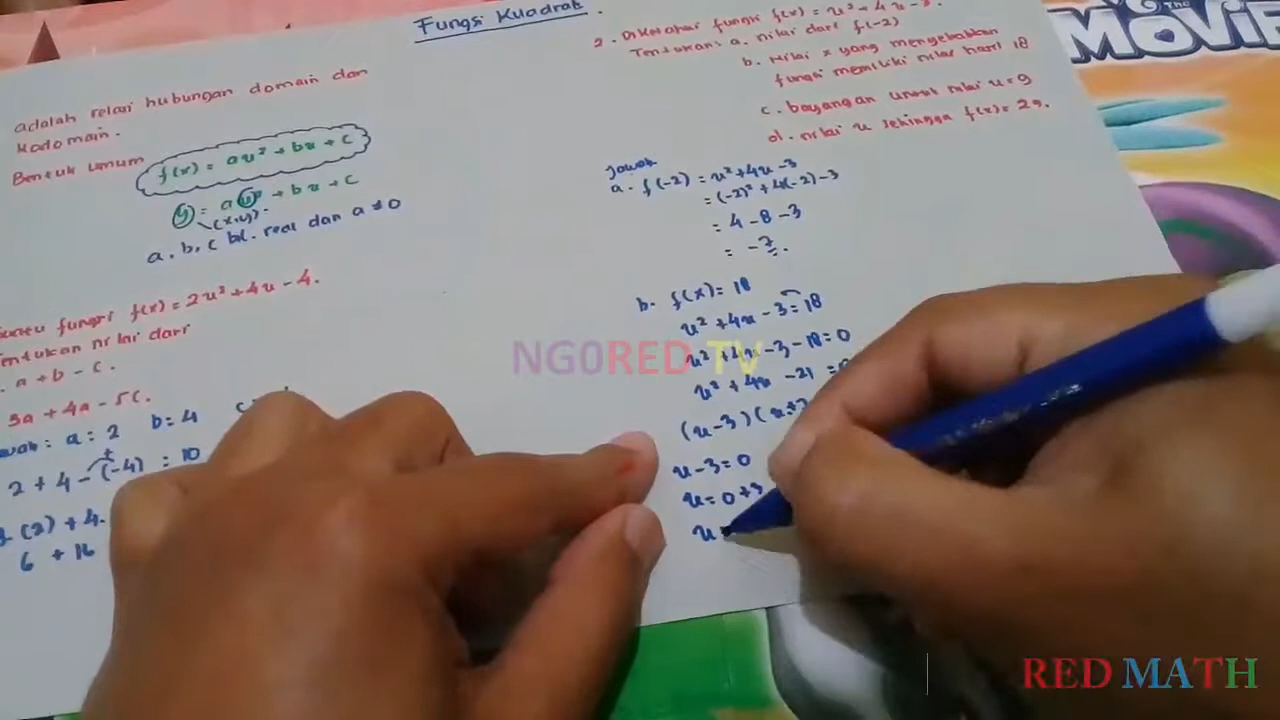 Fungsi Kuadrat.
adalah relasi hubungan domain dan
kodomain.
Bentuk umum f(x) = ax² + bx + c
y = ax² + bx + c
(x,y).
a, b, c bil. real dan a ≠ 0
fungsi f(x) = 2x² + 4x - 4.
nilai dari
a + b - c.
3a + 4a - 5c.
a = 2 b = 4
2 + 4 - (-4) = 10
(2) + 4.
6 + 16
2. Diketahui fungsi f(x) = x² + 4x - 3.
Tentukan: a. nilai dari f(-2)
b. Nilai x yang menyebabkan
fungsi memiliki nilai hasil 18
c. bayangan untuk nilai x = 9
d. nilai x sehingga f(x) = 29.
Jawab
a. f(-2) = x² + 4x - 3
= (-2)² + 4(-2) - 3
= 4 - 8 - 3
= -7.
b. f(x) = 18
x² + 4x - 3 = 18
x² + 4x - 3 - 18 = 0
x² + 4x - 21 =
(x - 3) (x + 7
x - 3 = 0
x = 0 + 3
x
THE
MOVIE
NGORED TV
RED MATH